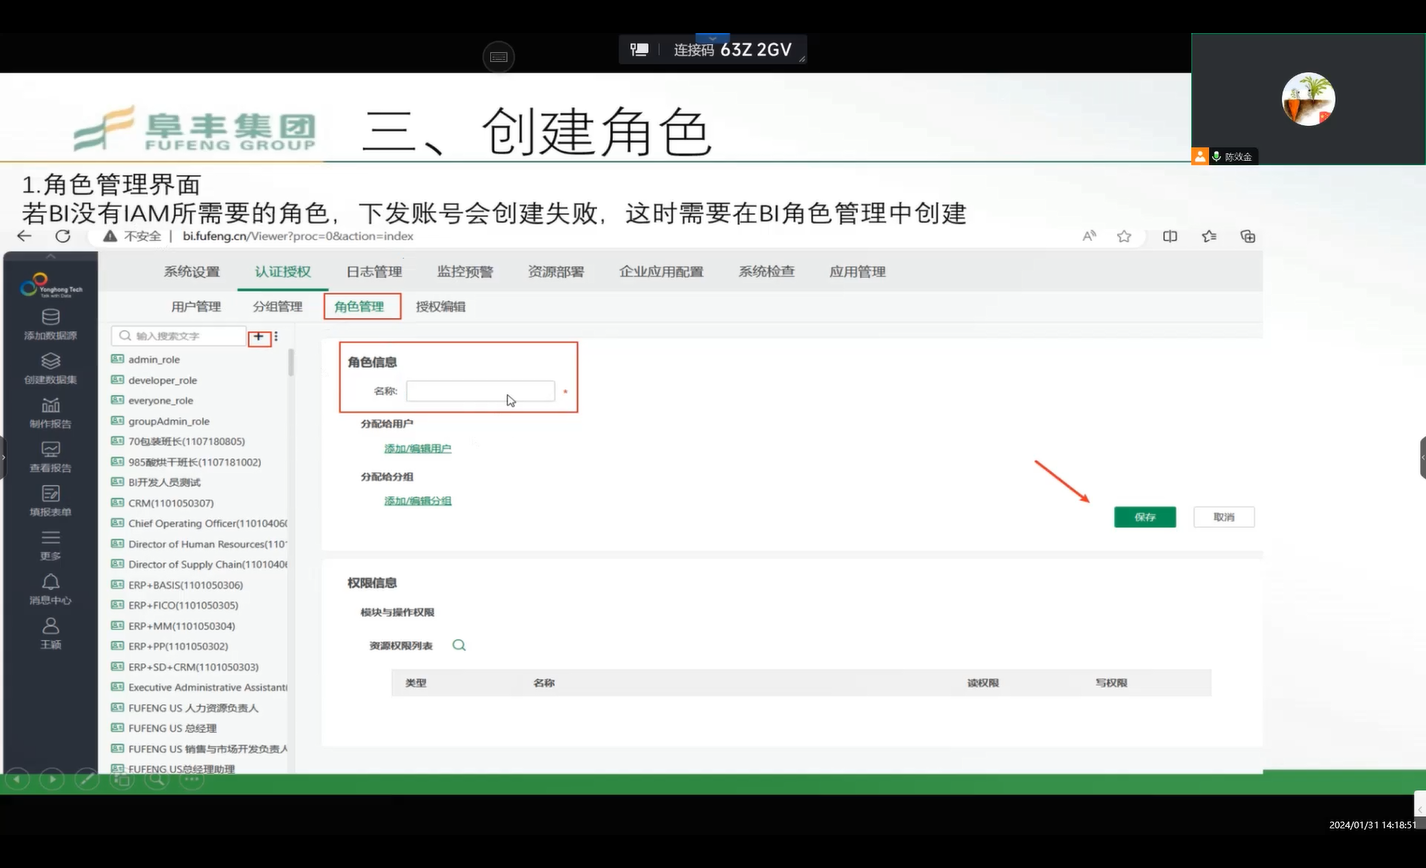 连接码 63Z 2GV
陈效金
阜丰集团
FUFENG GROUP
三、创建角色
1.角色管理界面
若BI没有IAM所需要的角色，下发账号会创建失败，这时需要在BI角色管理中创建
不安全 | bi.fufeng.cn/Viewer?proc=0&action=index
Yonghong Tech
Talk with Data
系统设置 认证授权 日志管理 监控预警 资源部署 企业应用配置 系统检查 应用管理
用户管理 分组管理 角色管理 授权编辑
添加数据源
创建数据集
制作报告
查看报告
填报表单
更多
消息中心
王颖
输入搜索文字
admin_role
developer_role
everyone_role
groupAdmin_role
70包装班长(1107180805)
985酸烘干班长(1107181002)
BI开发人员测试
CRM(1101050307)
Chief Operating Officer(11010406
Director of Human Resources(110
Director of Supply Chain(1101040
ERP+BASIS(1101050306)
ERP+FICO(1101050305)
ERP+MM(1101050304)
ERP+PP(1101050302)
ERP+SD+CRM(1101050303)
Executive Administrative Assistant
FUFENG US 人力资源负责人
FUFENG US 总经理
FUFENG US 销售与市场开发负责人
FUFENG US总经理助理
角色信息
名称: *
分配给用户
添加/编辑用户
分配给分组
添加/编辑分组
保存 取消
权限信息
模块与操作权限
资源权限列表
类型 名称 读权限 写权限
2024/01/31 14:18:51